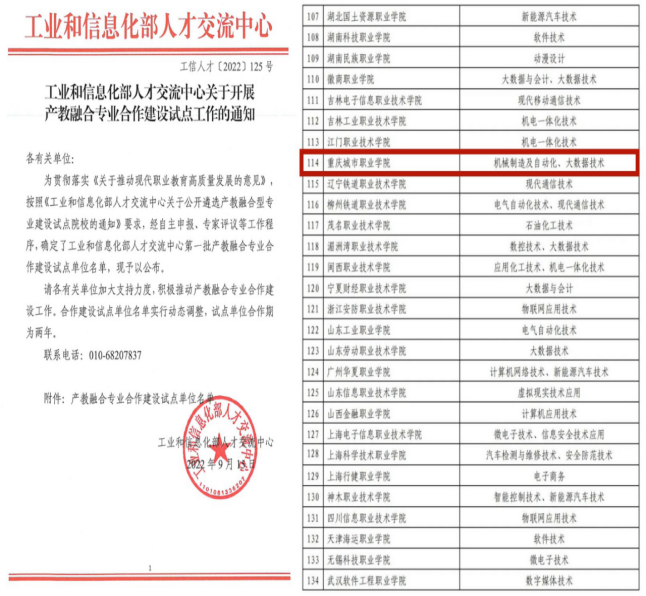 工业和信息化部人才交流中心
工信人才〔2022〕125号
工业和信息化部人才交流中心关于开展
产教融合专业合作建设试点工作的通知
各有关单位:
为贯彻落实《关于推动现代职业教育高质量发展的意见》,
按照《工业和信息化部人才交流中心关于公开遴选产教融合型专
业建设试点院校的通知》要求,经自主申报、专家评议等工作程
序,确定了工业和信息化部人才交流中心第一批产教融合专业合
作建设试点单位名单,现予以公布。
请各有关单位加大支持力度,积极推动产教融合专业合作建
设工作。合作建设试点单位名单实行动态调整,试点单位合作期
为两年。
联系电话:010-68207837
附件:产教融合专业合作建设试点单位名单
工业和信息化部人才交流中心
2022年9月15日
工业和信息化部人才交流中心
1
107 湖北国土资源职业学院 新能源汽车技术
108 湖南科技职业学院 软件技术
109 湖南民族职业学院 动漫设计
110 徽商职业学院 大数据与会计、大数据技术
111 吉林电子信息职业技术学院 现代移动通信技术
112 吉林工业职业技术学院 机电一体化技术
113 江门职业技术学院 机电一体化技术
114 重庆城市职业学院 机械制造及自动化、大数据技术
115 辽宁铁道职业技术学院 现代通信技术
116 柳州铁道职业技术学院 电气自动化技术、现代通信技术
117 茂名职业技术学院 石油化工技术
118 湄洲湾职业技术学院 数控技术、大数据技术
119 闽西职业技术学院 应用化工技术、机电一体化技术
120 宁夏财经职业技术学院 大数据与会计
121 浙江安防职业技术学院 物联网应用技术
122 山东工业职业学院 电气自动化技术
123 山东劳动职业技术学院 大数据技术
124 广州华夏职业学院 计算机网络技术、新能源汽车技术
125 山东信息职业技术学院 虚拟现实技术应用
126 山西金融职业学院 计算机应用技术
127 上海电子信息职业技术学院 微电子技术、信息安全技术应用
128 上海科学技术职业学院 汽车检测与维修技术、安全防范技术
129 上海行健职业学院 电子商务
130 神木职业技术学院 智能控制技术、新能源汽车技术
131 四川信息职业技术学院 物联网应用技术
132 天津海运职业学院 软件技术
133 无锡科技职业学院 微电子技术
134 武汉软件工程职业学院 数字媒体技术